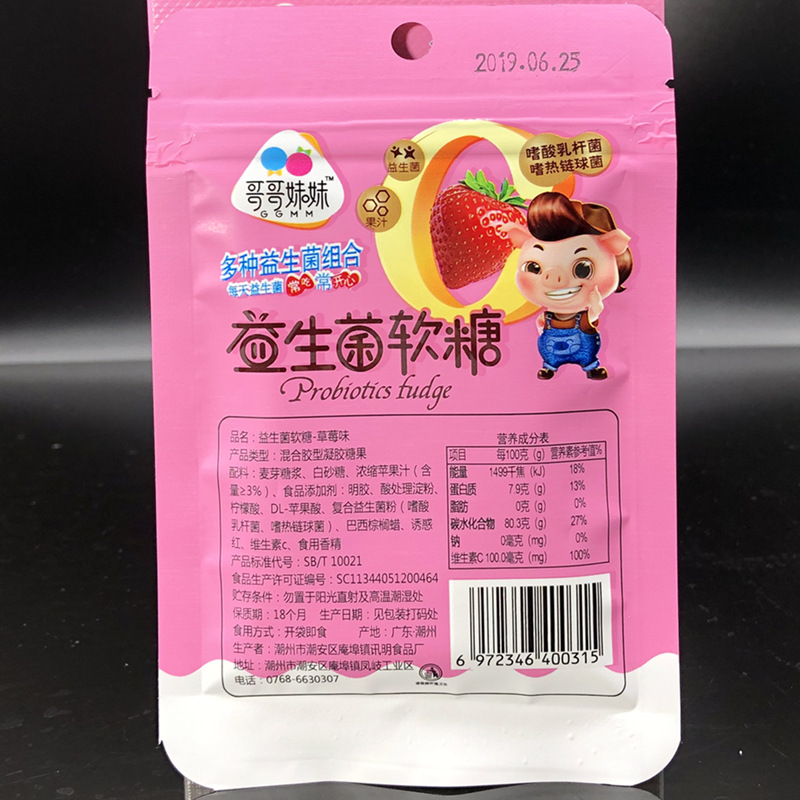 2019.06.25
哥哥妹妹™
GGMM
益生菌
果汁
嗜酸乳杆菌
嗜热链球菌
多种益生菌组合
每天益生菌 常吃 常开心
益生菌软糖
Probiotics fudge
品名：益生菌软糖-草莓味
产品类型：混合胶型凝胶糖果
配料：麦芽糖浆、白砂糖、浓缩苹果汁（含
量≥3%）、食品添加剂：明胶、酸处理淀粉、
柠檬酸、DL-苹果酸、复合益生菌粉（嗜酸
乳杆菌、嗜热链球菌）、巴西棕榈蜡、诱惑
红、维生素c、食用香精
产品标准代号：SB/T 10021
食品生产许可证编号：SC11344051200464
贮存条件：勿置于阳光直射及高温潮湿处
保质期：18个月 生产日期：见包装打码处
食用方式：开袋即食 产地：广东·潮州
生产者：潮州市潮安区庵埠镇讯明食品厂
地址：潮州市潮安区庵埠镇凤岐工业区
电话：0768-6630307
营养成分表
项目 每100克(g) 营养素参考值%
能量 1499千焦(kJ) 18%
蛋白质 7.9克(g) 13%
脂肪 0克(g) 0%
碳水化合物 80.3克(g) 27%
钠 0毫克(mg) 0%
维生素C 100.0毫克(mg) 100%
6 972346 400315